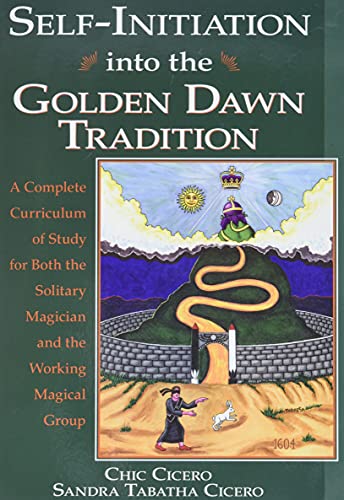 SELF-INITIATION
into the
GOLDEN DAWN
TRADITION
A Complete
Curriculum
of Study
for Both the
Solitary
Magician
and the
Working
Magical
Group
1604
CHIC CICERO
SANDRA TABATHA CICERO